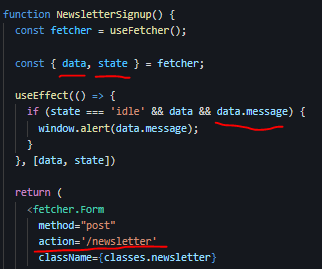 function NewsletterSignup() {
const fetcher = useFetcher();
const { data, state } = fetcher;
useEffect(() => {
if (state === 'idle' && data && data.message) {
window.alert(data.message);
}
}, [data, state])
return (
<fetcher.Form
method="post"
action='/newsletter'
className={classes.newsletter}